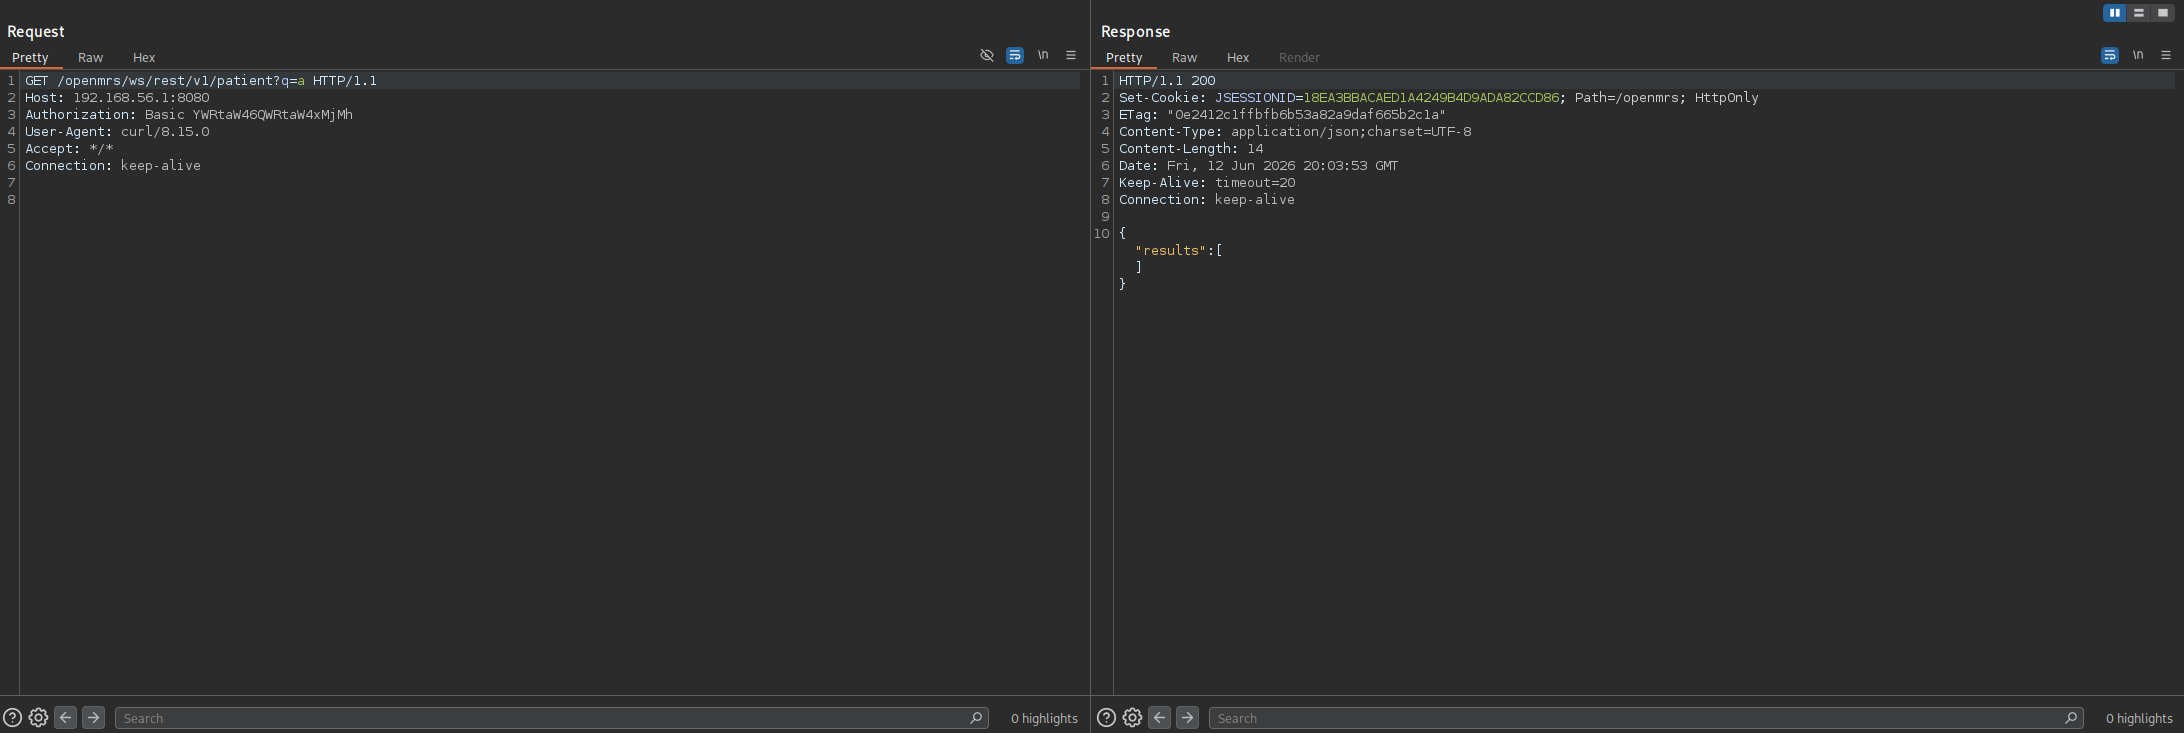 Request
Pretty Raw Hex \n
1 GET /openmrs/ws/rest/v1/patient?q=a HTTP/1.1
2 Host: 192.168.56.1:8080
3 Authorization: Basic YWRtaW46QWRtaW4xMjMh
4 User-Agent: curl/8.15.0
5 Accept: */*
6 Connection: keep-alive
7
8
Search 0 highlights
Response
Pretty Raw Hex Render \n
1 HTTP/1.1 200
2 Set-Cookie: JSESSIONID=18EA3BBACAED1A4249B4D9ADA82CCD86; Path=/openmrs; HttpOnly
3 ETag: "0e2412c1ffbfb6b53a82a9daf665b2c1a"
4 Content-Type: application/json;charset=UTF-8
5 Content-Length: 14
6 Date: Fri, 12 Jun 2026 20:03:53 GMT
7 Keep-Alive: timeout=20
8 Connection: keep-alive
9
10 {
"results":[
]
}
Search 0 highlights